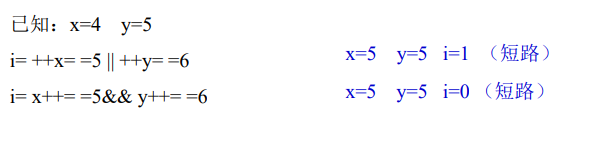 已知：x=4 y=5
i= ++x= =5 || ++y= =6 x=5 y=5 i=1 （短路）
i= x++= =5&& y++= =6 x=5 y=5 i=0 （短路）